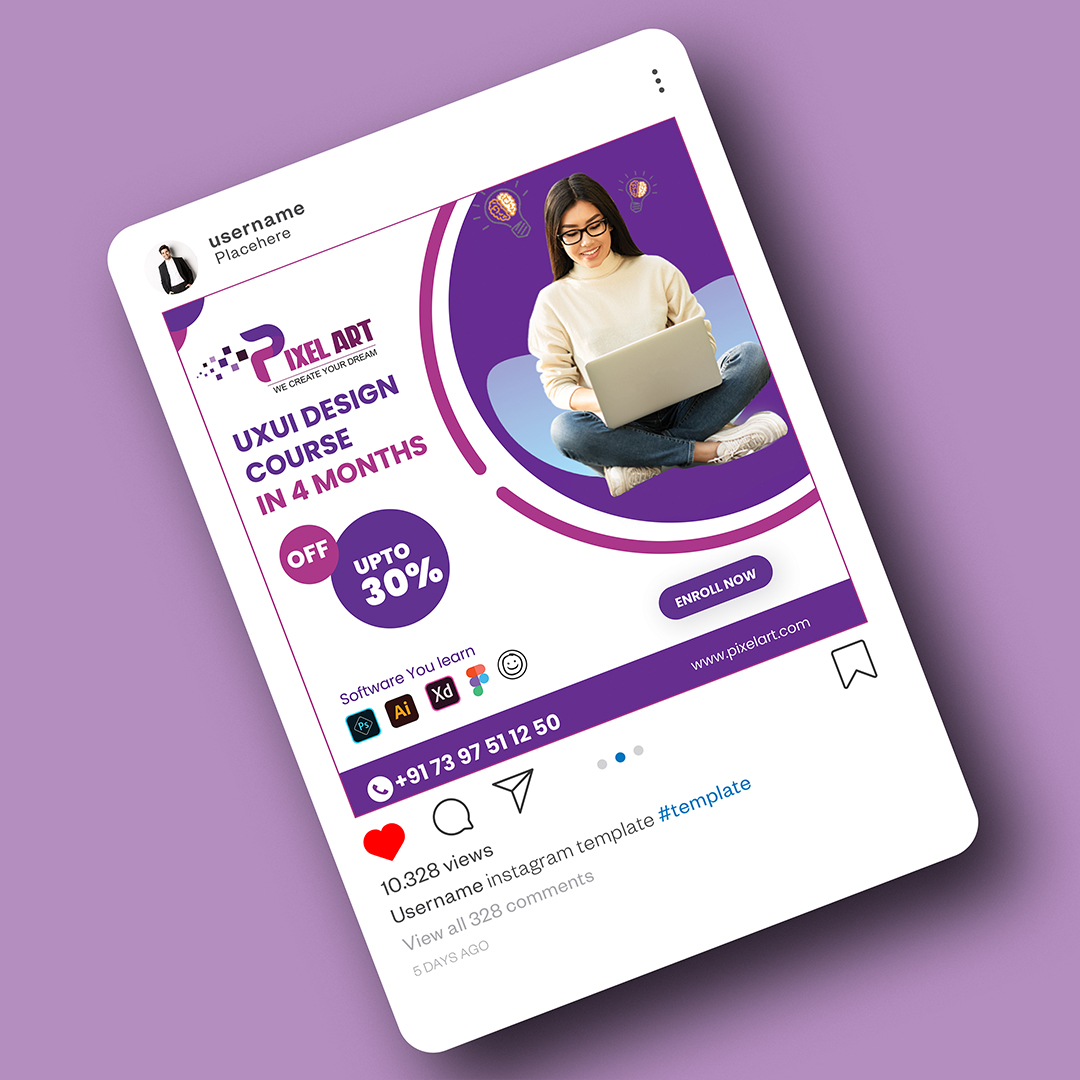 username
Placehere
PIXEL ART
WE CREATE YOUR DREAM
UXUI DESIGN
COURSE
IN 4 MONTHS
OFF
UPTO
30%
ENROLL NOW
Software You learn
Ps
Ai
Xd
www.pixelart.com
+91 73 97 51 12 50
10.328 views
Username instagram template #template
View all 328 comments
5 DAYS AGO